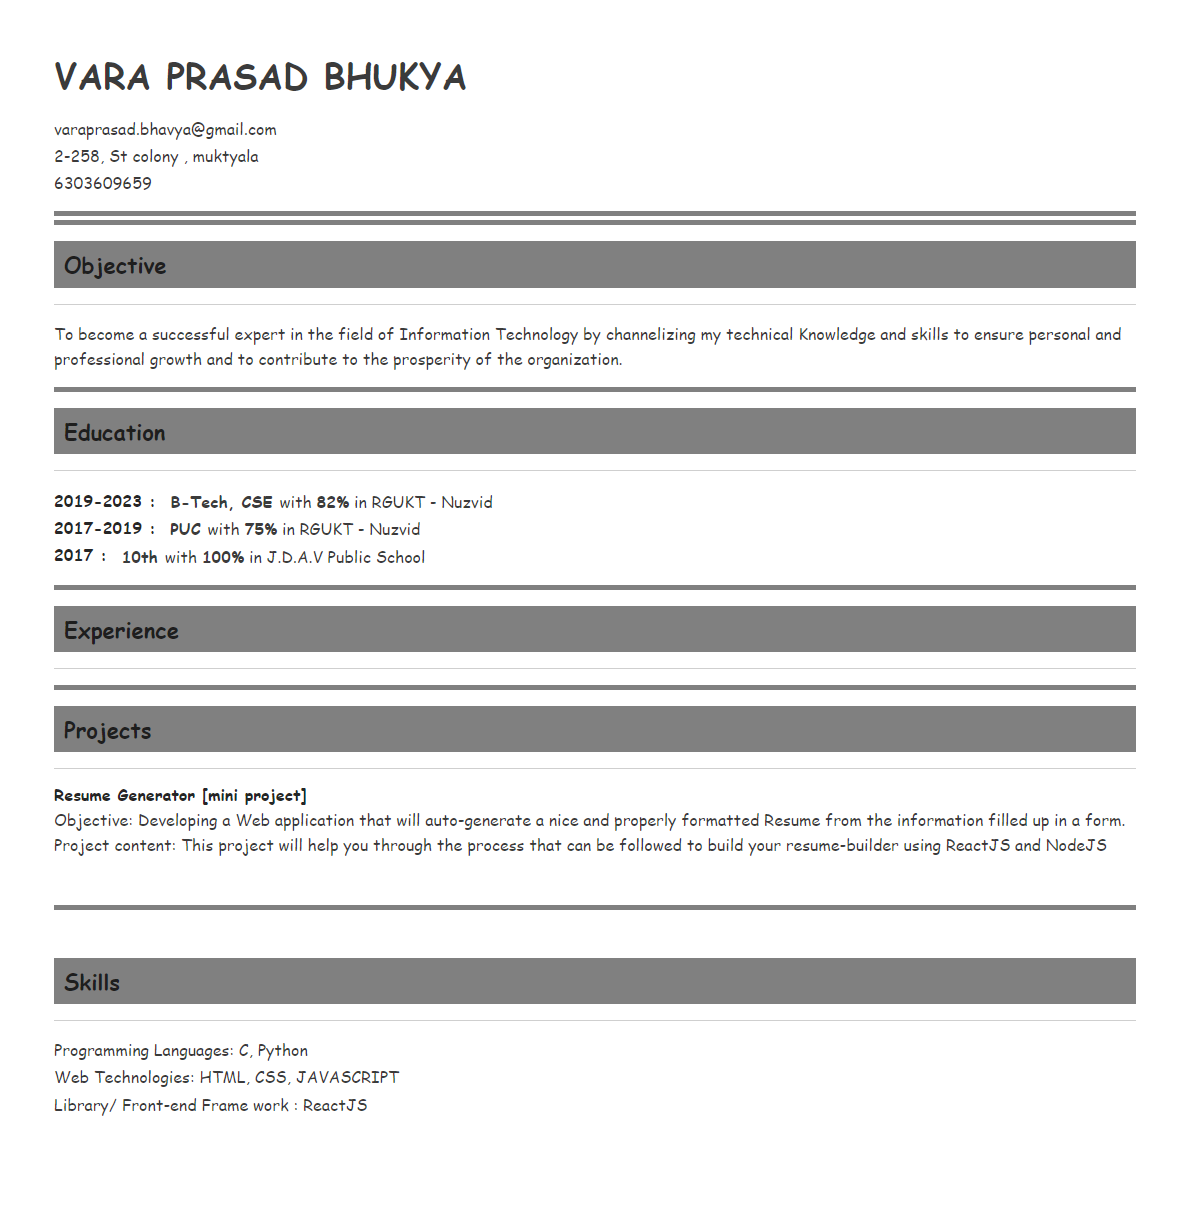 VARA PRASAD BHUKYA
varaprasad.bhavya@gmail.com
2-258, St colony , muktyala
6303609659
Objective
To become a successful expert in the field of Information Technology by channelizing my technical Knowledge and skills to ensure personal and
professional growth and to contribute to the prosperity of the organization.
Education
2019-2023 : B-Tech, CSE with 82% in RGUKT - Nuzvid
2017-2019 : PUC with 75% in RGUKT - Nuzvid
2017 : 10th with 100% in J.D.A.V Public School
Experience
Projects
Resume Generator [mini project]
Objective: Developing a Web application that will auto-generate a nice and properly formatted Resume from the information filled up in a form.
Project content: This project will help you through the process that can be followed to build your resume-builder using ReactJS and NodeJS
Skills
Programming Languages: C, Python
Web Technologies: HTML, CSS, JAVASCRIPT
Library/ Front-end Frame work : ReactJS